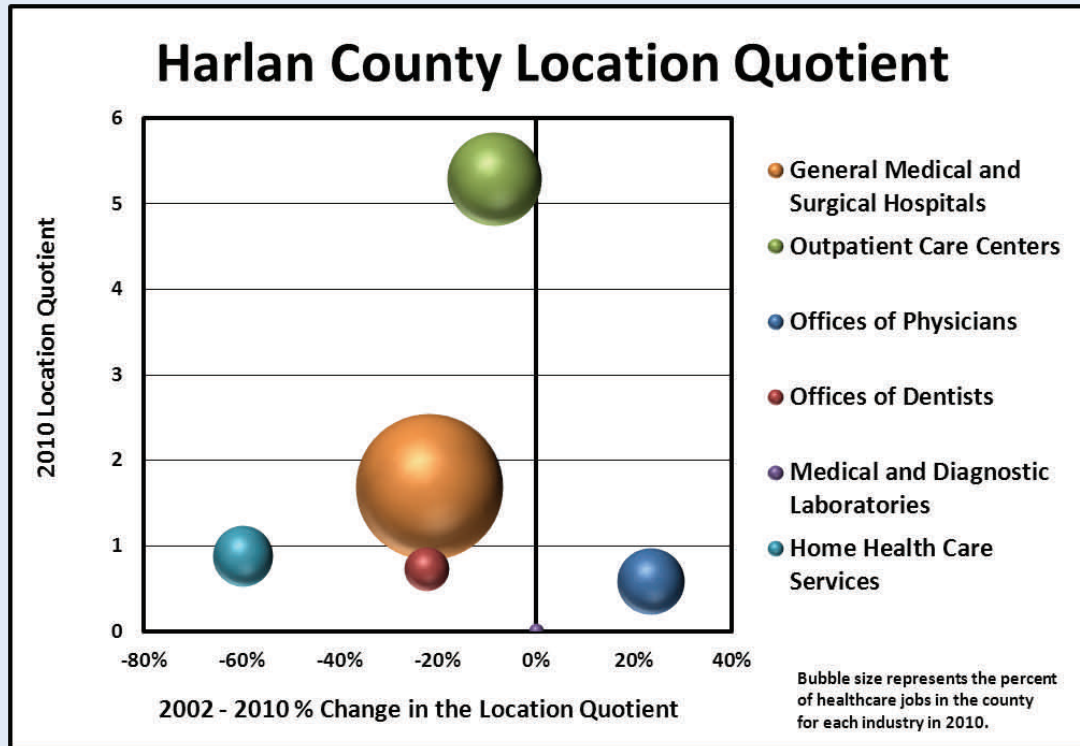 Harlan County Location Quotient
2010 Location Quotient
6
5
4
3
2
1
0
-80%
-60%
-40%
-20%
0%
20%
40%
2002 - 2010 % Change in the Location Quotient
General Medical and
Surgical Hospitals
Outpatient Care Centers
Offices of Physicians
Offices of Dentists
Medical and Diagnostic
Laboratories
Home Health Care
Services
Bubble size represents the percent
of healthcare jobs in the county
for each industry in 2010.